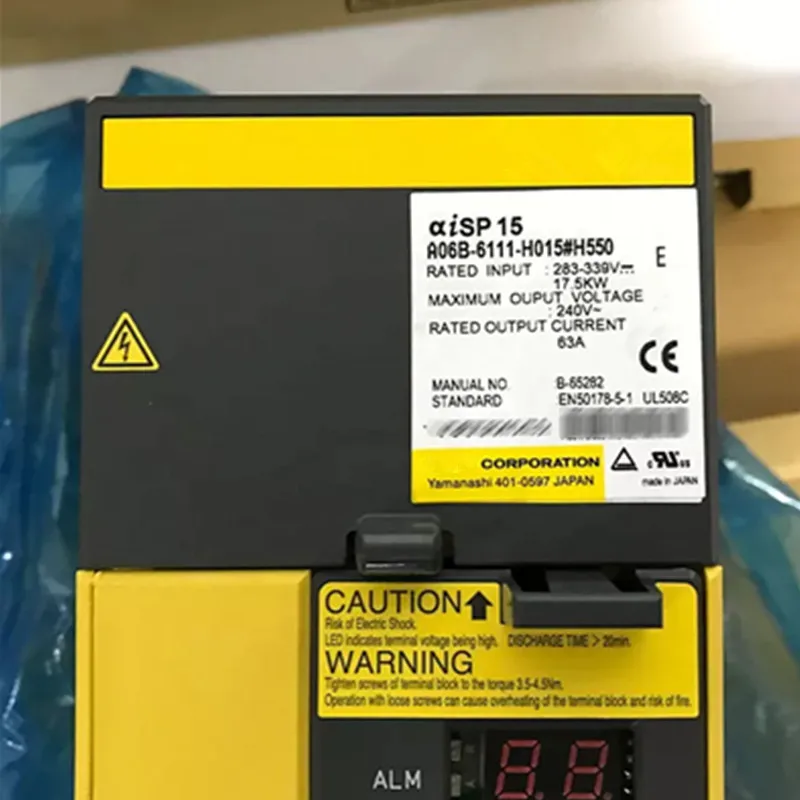 αiSP 15
A06B-6111-H015#H550
E
RATED INPUT : 283-339V⎓
17.5KW
MAXIMUM OUPUT VOLTAGE
: 240V~
RATED OUTPUT CURRENT
63A
CE
MANUAL NO. B-65282
STANDARD EN50178-5-1 UL508C
CORPORATION
Yamanashi 401-0597 JAPAN
c RU us
made in JAPAN
CAUTION
Risk of Electric Shock.
LED indicates terminal voltage being high. DISCHARGE TIME > 20min.
WARNING
Tighten screws of terminal block to the torque 3.5-4.5Nm.
Operation with loose screws can cause overheating of the terminal block and risk of fire.
ALM
8.8.